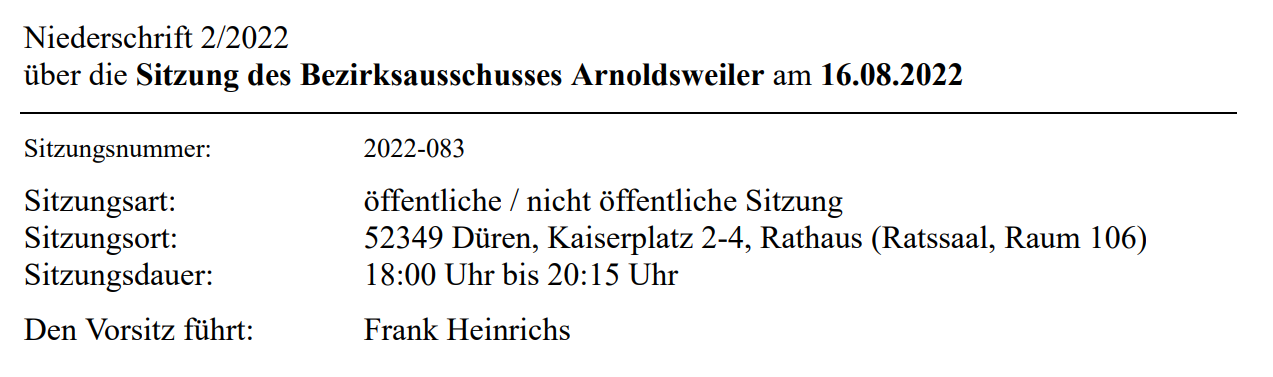 Niederschrift 2/2022
über die Sitzung des Bezirksausschusses Arnoldsweiler am 16.08.2022
Sitzungsnummer: 2022-083
Sitzungsart: öffentliche / nicht öffentliche Sitzung
Sitzungsort: 52349 Düren, Kaiserplatz 2-4, Rathaus (Ratssaal, Raum 106)
Sitzungsdauer: 18:00 Uhr bis 20:15 Uhr
Den Vorsitz führt: Frank Heinrichs